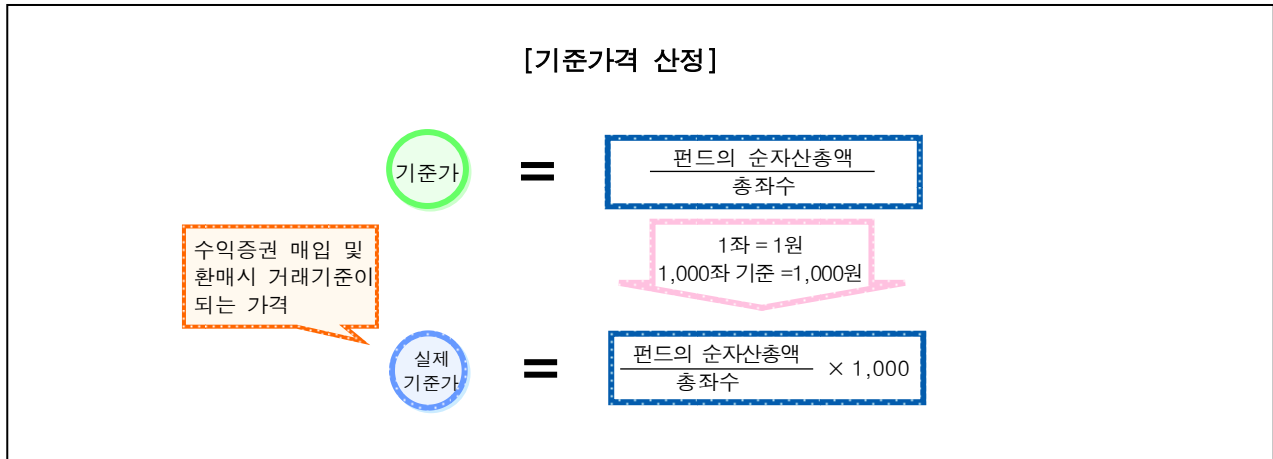 [기준가격 산정]
기준가
=
펀드의 순자산총액
총좌수
1좌 = 1원
1,000좌 기준 =1,000원
수익증권 매입 및
환매시 거래기준이
되는 가격
실제
기준가
=
펀드의 순자산총액
총좌수
× 1,000